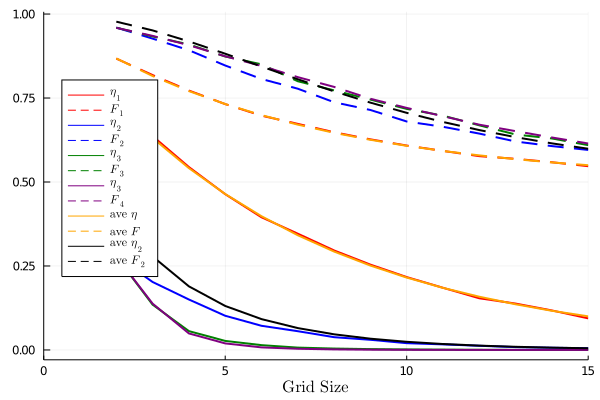 1.00
0.75
0.50
0.25
0.00
η₁
F₁
η₂
F₂
η₃
F₃
η₃
F₄
ave η
ave F
ave η₂
ave F₂
0 5 10 15
Grid Size